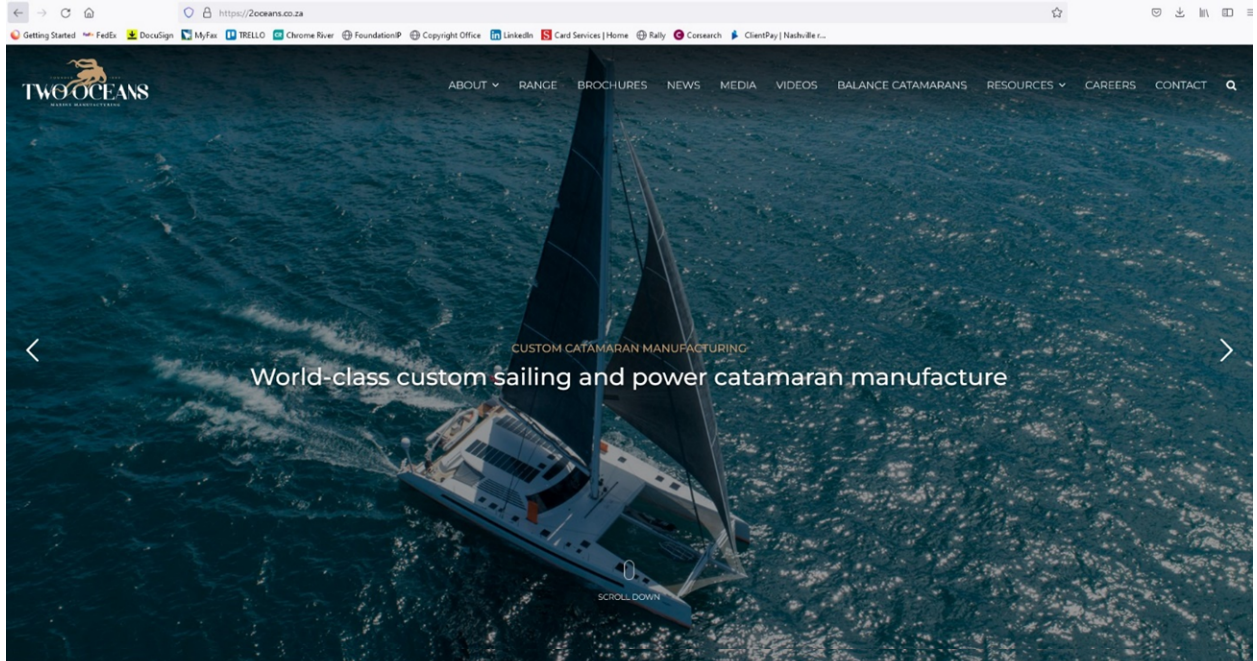 https://2oceans.co.za
Getting Started FedEx DocuSign MyFax TRELLO Chrome River FoundationIP Copyright Office LinkedIn Card Services | Home Rally Corsearch ClientPay | Nashville r...
TWO OCEANS
MARINE MANUFACTURING
ABOUT RANGE BROCHURES NEWS MEDIA VIDEOS BALANCE CATAMARANS RESOURCES CAREERS CONTACT
CUSTOM CATAMARAN MANUFACTURING
World-class custom sailing and power catamaran manufacture
SCROLL DOWN